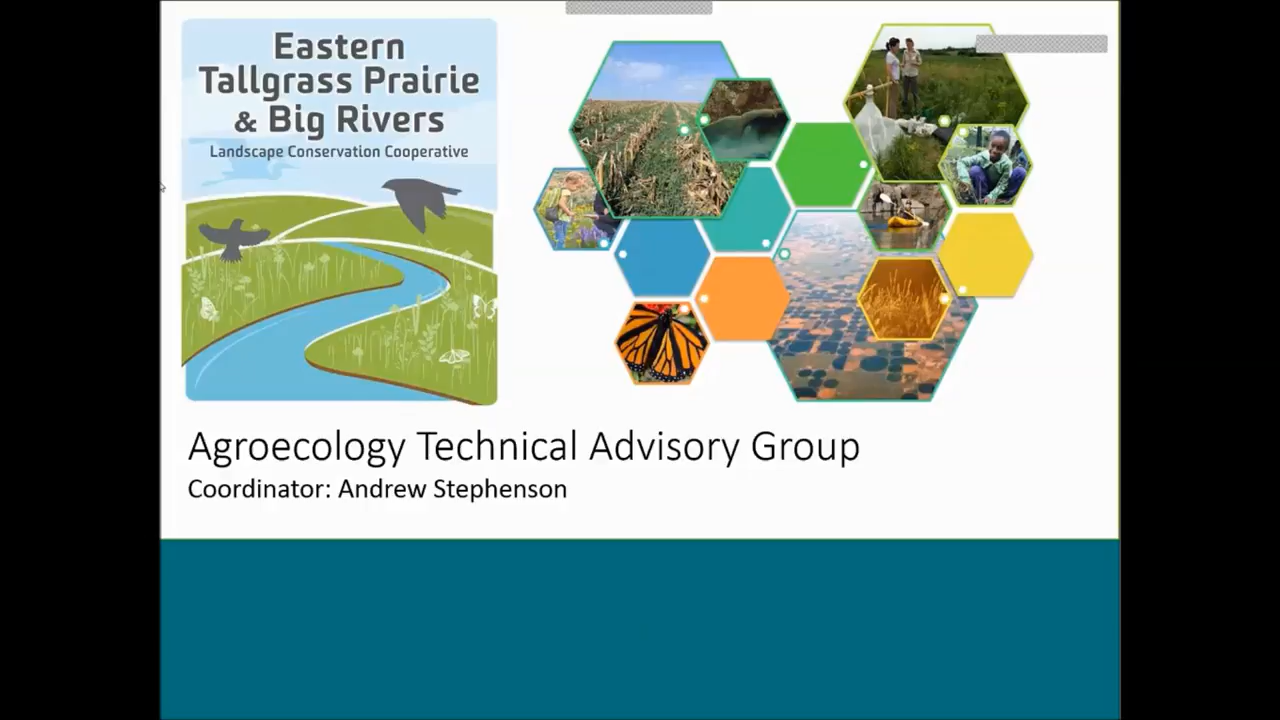 Eastern
Tallgrass Prairie
& Big Rivers
Landscape Conservation Cooperative
Agroecology Technical Advisory Group
Coordinator: Andrew Stephenson